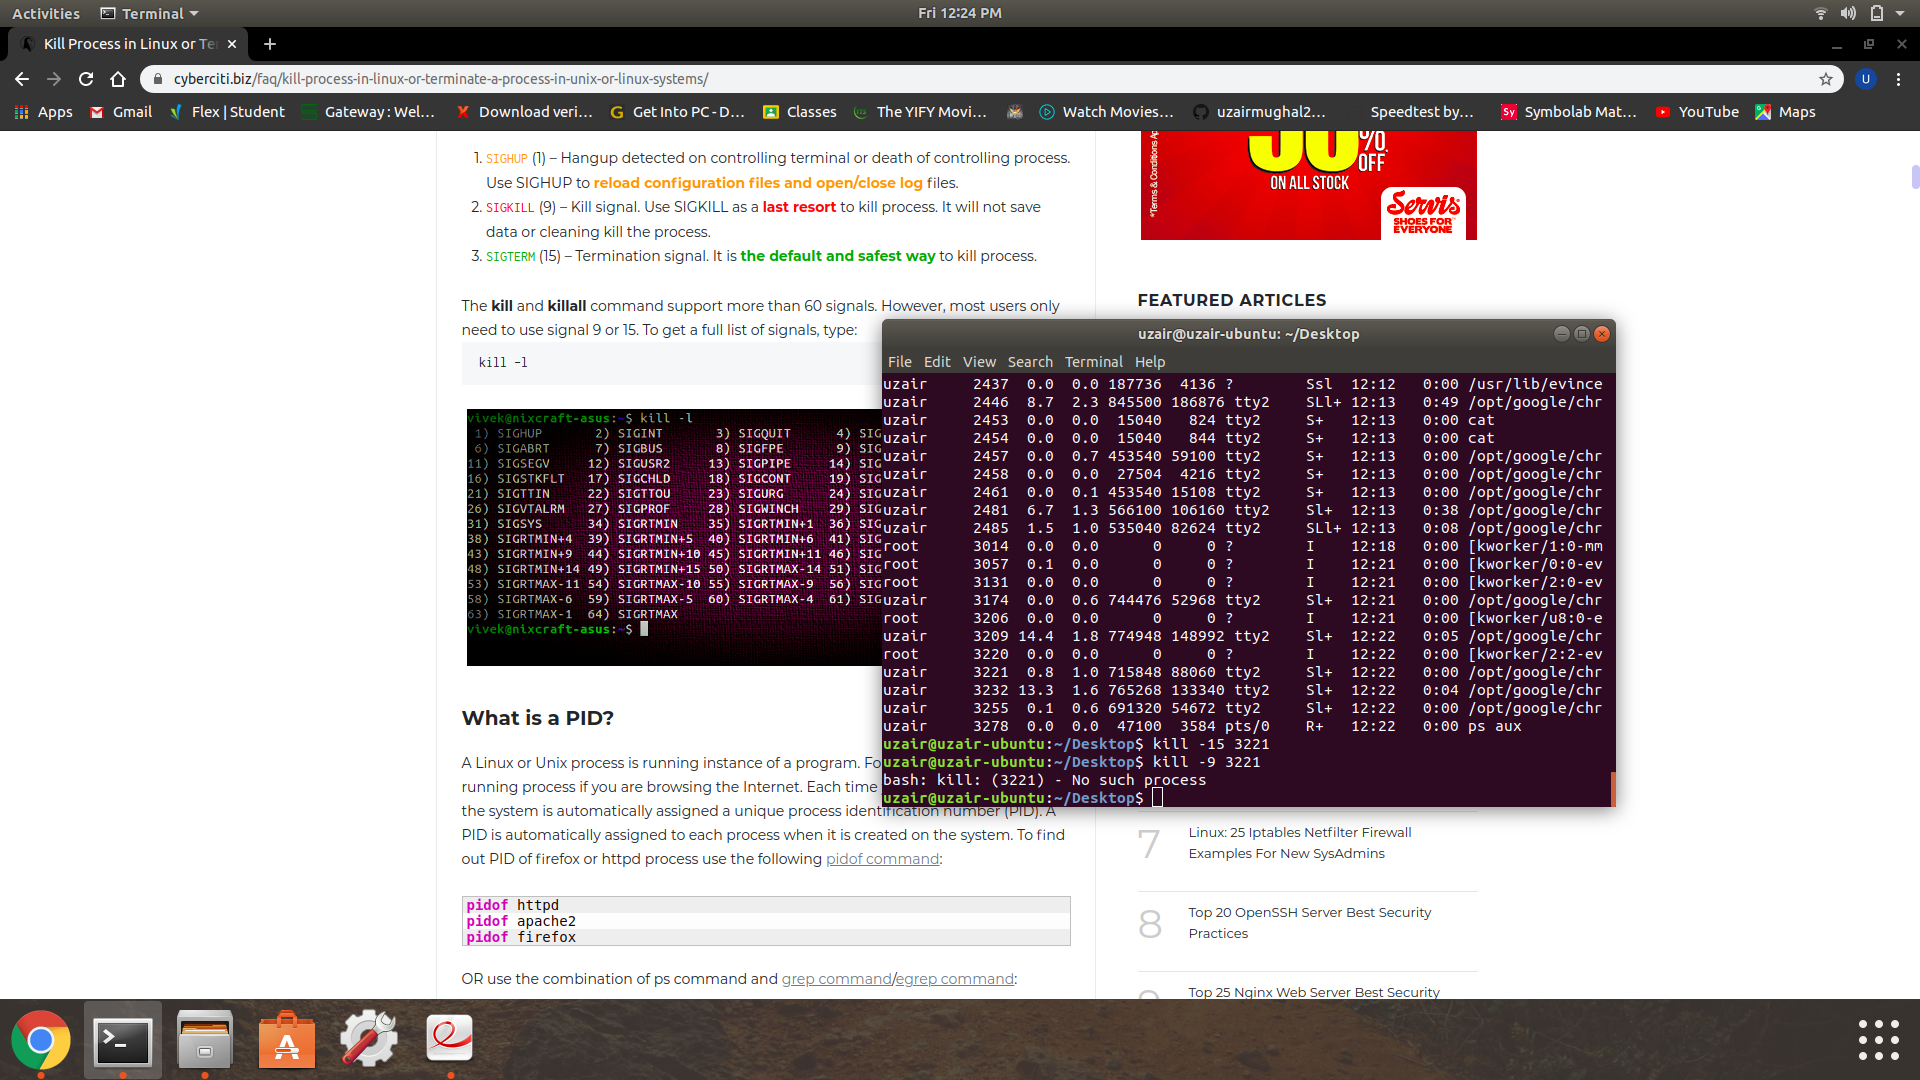 Activities
Terminal
Fri 12:24 PM
Kill Process in Linux or Te
cyberciti.biz/faq/kill-process-in-linux-or-terminate-a-process-in-unix-or-linux-systems/
U
Apps
Gmail
Flex | Student
Gateway : Wel...
Download veri...
Get Into PC - D...
Classes
The YIFY Movi...
Watch Movies...
uzairmughal2...
Speedtest by...
Symbolab Mat...
YouTube
Maps
1. SIGHUP (1) – Hangup detected on controlling terminal or death of controlling process.
Use SIGHUP to reload configuration files and open/close log files.
2. SIGKILL (9) – Kill signal. Use SIGKILL as a last resort to kill process. It will not save
data or cleaning kill the process.
3. SIGTERM (15) – Termination signal. It is the default and safest way to kill process.
The kill and killall command support more than 60 signals. However, most users only
need to use signal 9 or 15. To get a full list of signals, type:
kill -l
vivek@nixcraft-asus:~$ kill -l
1) SIGHUP 2) SIGINT 3) SIGQUIT 4) SIG
6) SIGABRT 7) SIGBUS 8) SIGFPE 9) SIG
11) SIGSEGV 12) SIGUSR2 13) SIGPIPE 14) SIG
16) SIGSTKFLT 17) SIGCHLD 18) SIGCONT 19) SIG
21) SIGTTIN 22) SIGTTOU 23) SIGURG 24) SIG
26) SIGVTALRM 27) SIGPROF 28) SIGWINCH 29) SIG
31) SIGSYS 34) SIGRTMIN 35) SIGRTMIN+1 36) SIG
38) SIGRTMIN+4 39) SIGRTMIN+5 40) SIGRTMIN+6 41) SIG
43) SIGRTMIN+9 44) SIGRTMIN+10 45) SIGRTMIN+11 46) SIG
48) SIGRTMIN+14 49) SIGRTMIN+15 50) SIGRTMAX-14 51) SIG
53) SIGRTMAX-11 54) SIGRTMAX-10 55) SIGRTMAX-9 56) SIG
58) SIGRTMAX-6 59) SIGRTMAX-5 60) SIGRTMAX-4 61) SIG
63) SIGRTMAX-1 64) SIGRTMAX
vivek@nixcraft-asus:~$
What is a PID?
A Linux or Unix process is running instance of a program. Fo
running process if you are browsing the Internet. Each time
the system is automatically assigned a unique process identification number (PID). A
PID is automatically assigned to each process when it is created on the system. To find
out PID of firefox or httpd process use the following pidof command:
pidof httpd
pidof apache2
pidof firefox
OR use the combination of ps command and grep command/egrep command:
*Terms & Conditions Ap
% OFF
ON ALL STOCK
Servis
SHOES FOR
EVERYONE
FEATURED ARTICLES
uzair@uzair-ubuntu: ~/Desktop
File Edit View Search Terminal Help
uzair 2437 0.0 0.0 187736 4136 ? Ssl 12:12 0:00 /usr/lib/evince
uzair 2446 8.7 2.3 845500 186876 tty2 SLl+ 12:13 0:49 /opt/google/chr
uzair 2453 0.0 0.0 15040 824 tty2 S+ 12:13 0:00 cat
uzair 2454 0.0 0.0 15040 844 tty2 S+ 12:13 0:00 cat
uzair 2457 0.0 0.7 453540 59100 tty2 S+ 12:13 0:00 /opt/google/chr
uzair 2458 0.0 0.0 27504 4216 tty2 S+ 12:13 0:00 /opt/google/chr
uzair 2461 0.0 0.1 453540 15108 tty2 S+ 12:13 0:00 /opt/google/chr
uzair 2481 6.7 1.3 566100 106160 tty2 Sl+ 12:13 0:38 /opt/google/chr
uzair 2485 1.5 1.0 535040 82624 tty2 SLl+ 12:13 0:08 /opt/google/chr
root 3014 0.0 0.0 0 0 ? I 12:18 0:00 [kworker/1:0-mm
root 3057 0.1 0.0 0 0 ? I 12:21 0:00 [kworker/0:0-ev
root 3131 0.0 0.0 0 0 ? I 12:21 0:00 [kworker/2:0-ev
uzair 3174 0.0 0.6 744476 52968 tty2 Sl+ 12:21 0:00 /opt/google/chr
root 3206 0.0 0.0 0 0 ? I 12:21 0:00 [kworker/u8:0-e
uzair 3209 14.4 1.8 774948 148992 tty2 Sl+ 12:22 0:05 /opt/google/chr
root 3220 0.0 0.0 0 0 ? I 12:22 0:00 [kworker/2:2-ev
uzair 3221 0.8 1.0 715848 88060 tty2 Sl+ 12:22 0:00 /opt/google/chr
uzair 3232 13.3 1.6 765268 133340 tty2 Sl+ 12:22 0:04 /opt/google/chr
uzair 3255 0.1 0.6 691320 54672 tty2 Sl+ 12:22 0:00 /opt/google/chr
uzair 3278 0.0 0.0 47100 3584 pts/0 R+ 12:22 0:00 ps aux
uzair@uzair-ubuntu:~/Desktop$ kill -15 3221
uzair@uzair-ubuntu:~/Desktop$ kill -9 3221
bash: kill: (3221) - No such process
uzair@uzair-ubuntu:~/Desktop$
7 Linux: 25 Iptables Netfilter Firewall
Examples For New SysAdmins
8 Top 20 OpenSSH Server Best Security
Practices
Top 25 Nginx Web Server Best Security